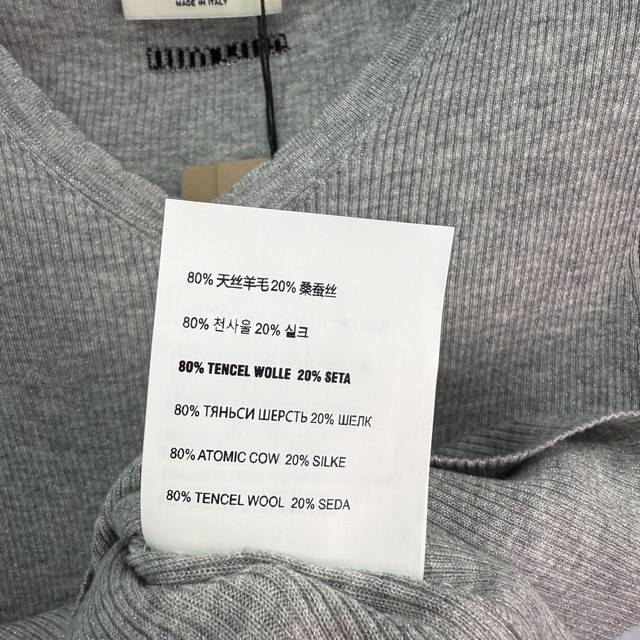 MADE IN ITALY
80% 天丝羊毛 20% 桑蚕丝
80% 천사울 20% 실크
80% TENCEL WOLLE 20% SETA
80% ТЯНЬСИ ШЕРСТЬ 20% ШЕЛК
80% ATOMIC COW 20% SILKE
80% TENCEL WOOL 20% SEDA